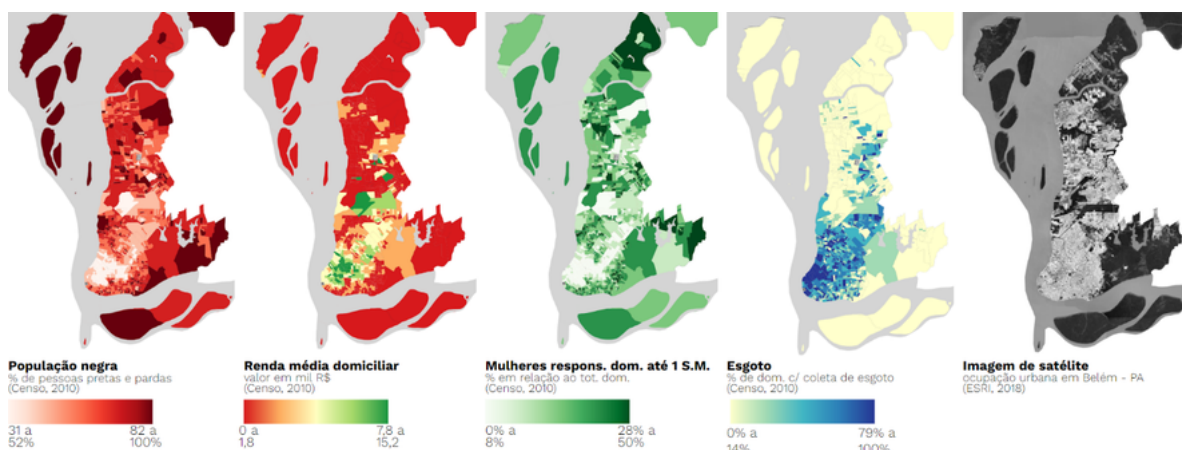 População negra
% de pessoas pretas e pardas
(Censo, 2010)
31 a
52%
82 a
100%
Renda média domiciliar
valor em mil R$
(Censo, 2010)
0 a
1,8
7,8 a
15,2
Mulheres respons. dom. até 1 S.M.
% em relação ao tot. dom.
(Censo, 2010)
0% a
8%
28% a
50%
Esgoto
% de dom. c/ coleta de esgoto
(Censo, 2010)
0% a
14%
79% a
100%
Imagem de satélite
ocupação urbana em Belém - PA
(ESRI, 2018)